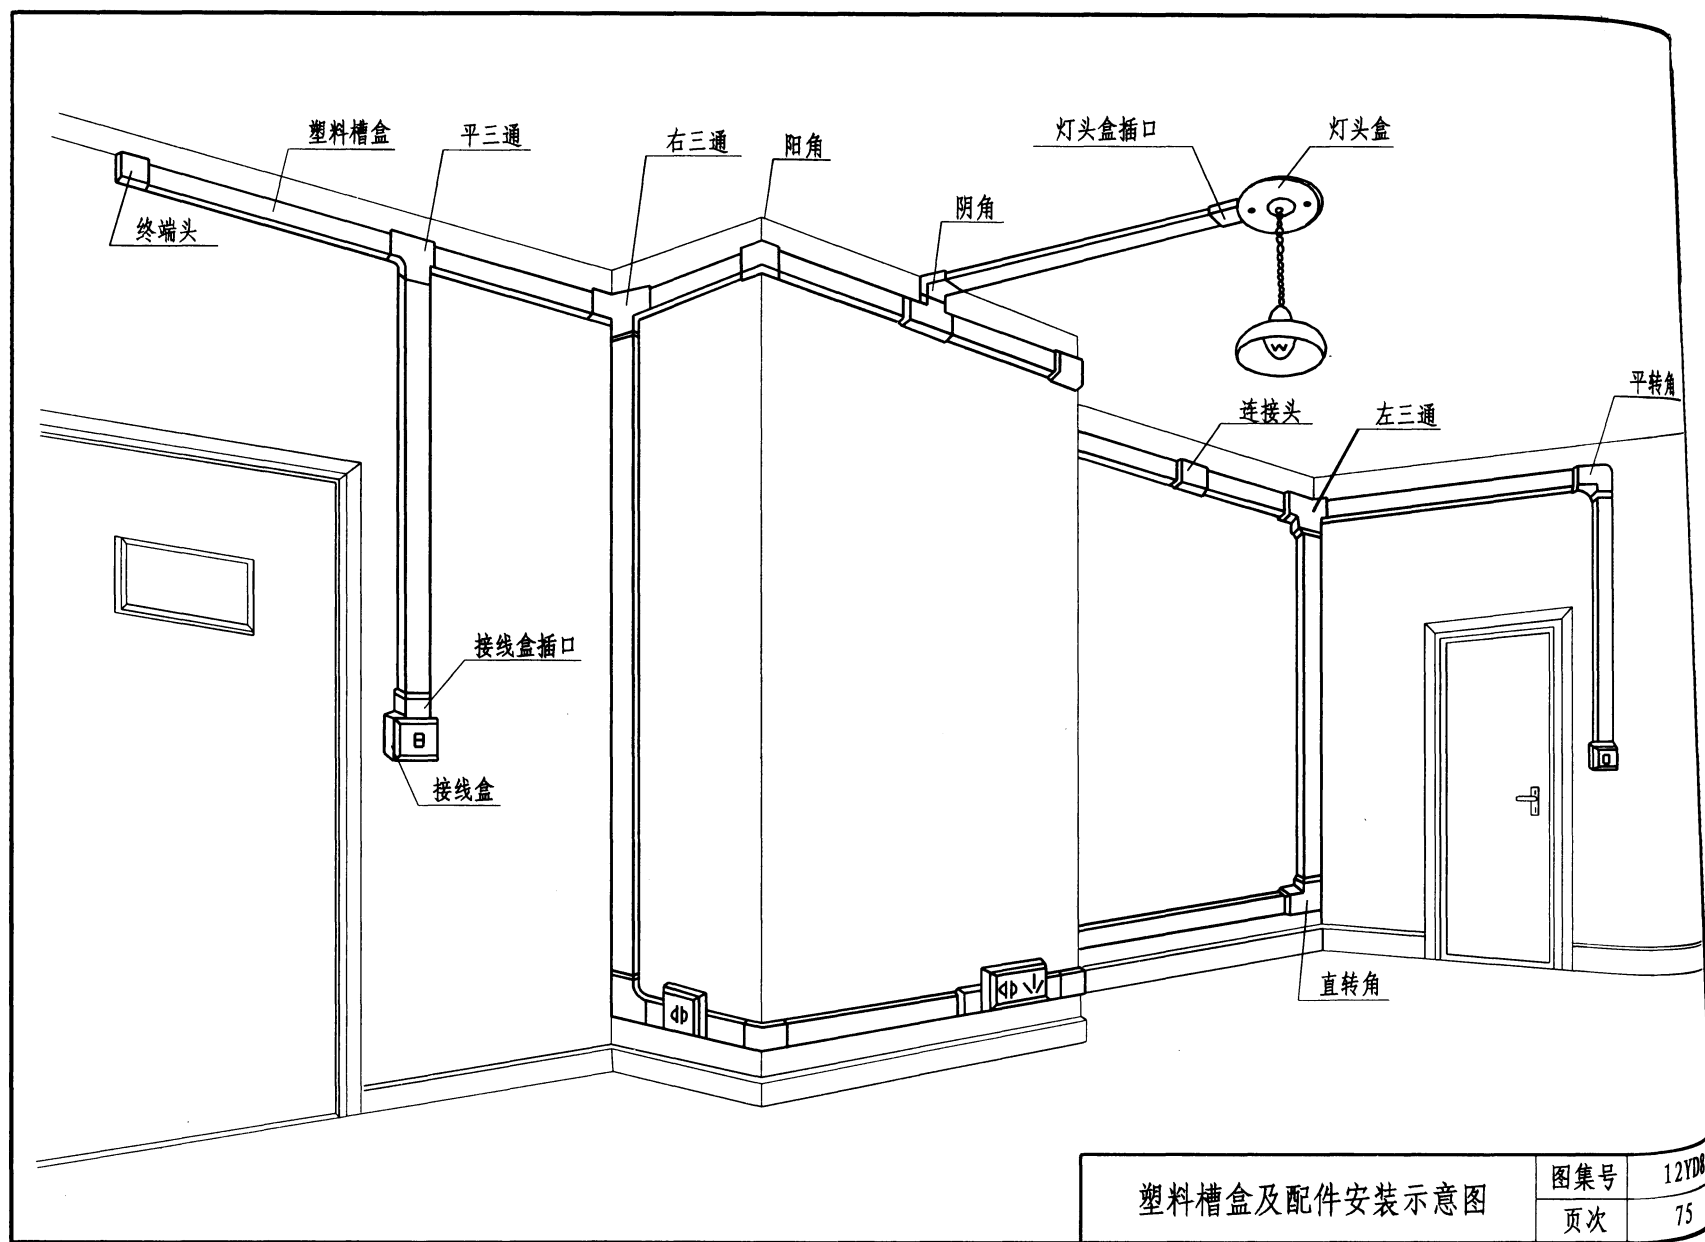 塑料槽盒
平三通
右三通
阳角
灯头盒插口
灯头盒
终端头
阴角
平转角
连接头
左三通
接线盒插口
接线盒
直转角
塑料槽盒及配件安装示意图
图集号 12YD8
页次 75